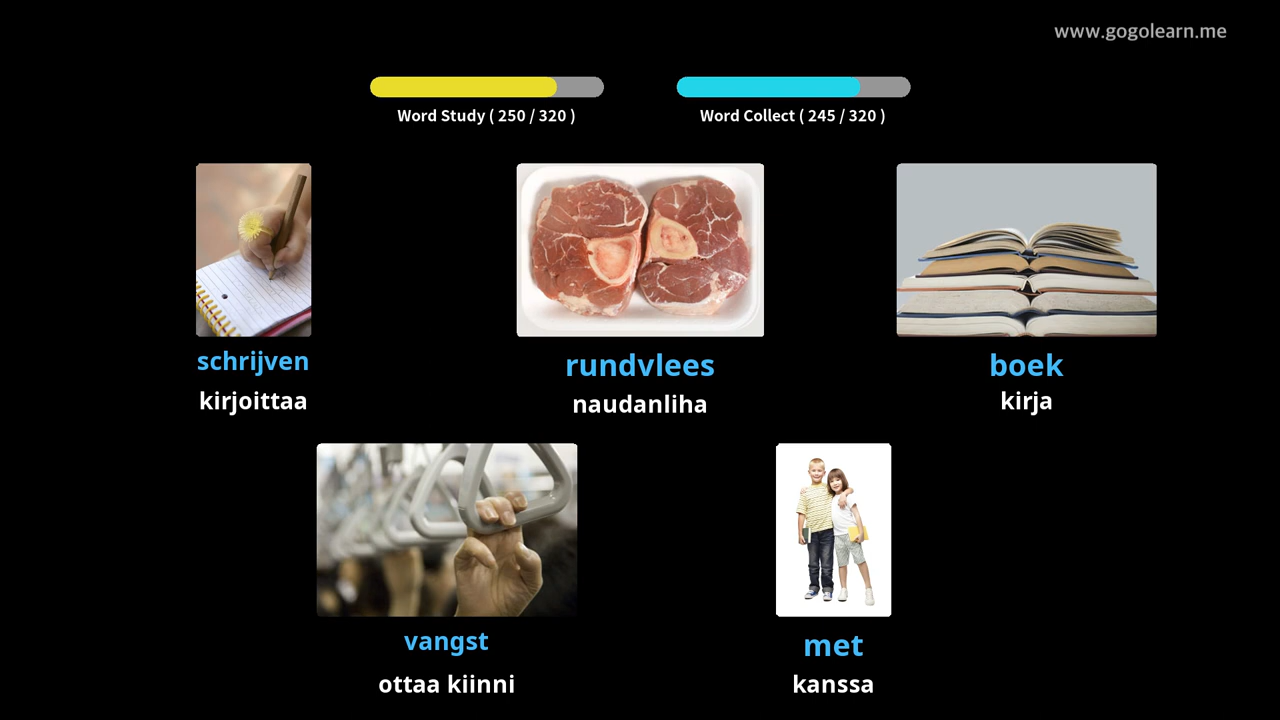 www.gogolearn.me
Word Study ( 250 / 320 )
Word Collect ( 245 / 320 )
schrijven
kirjoittaa
rundvlees
naudanliha
boek
kirja
vangst
ottaa kiinni
met
kanssa